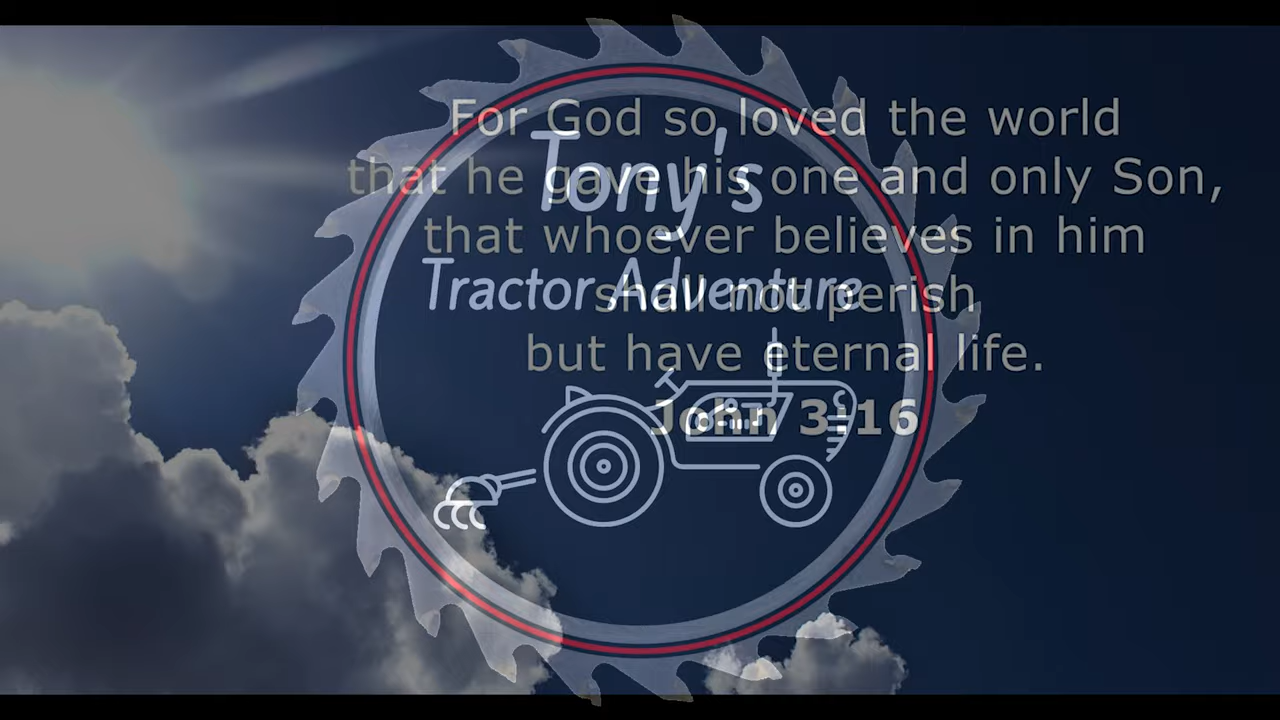 For God so loved the world
that he gave his one and only Son,
that whoever believes in him
shall not perish
but have eternal life.
John 3:16
Tony's
Tractor Adventure